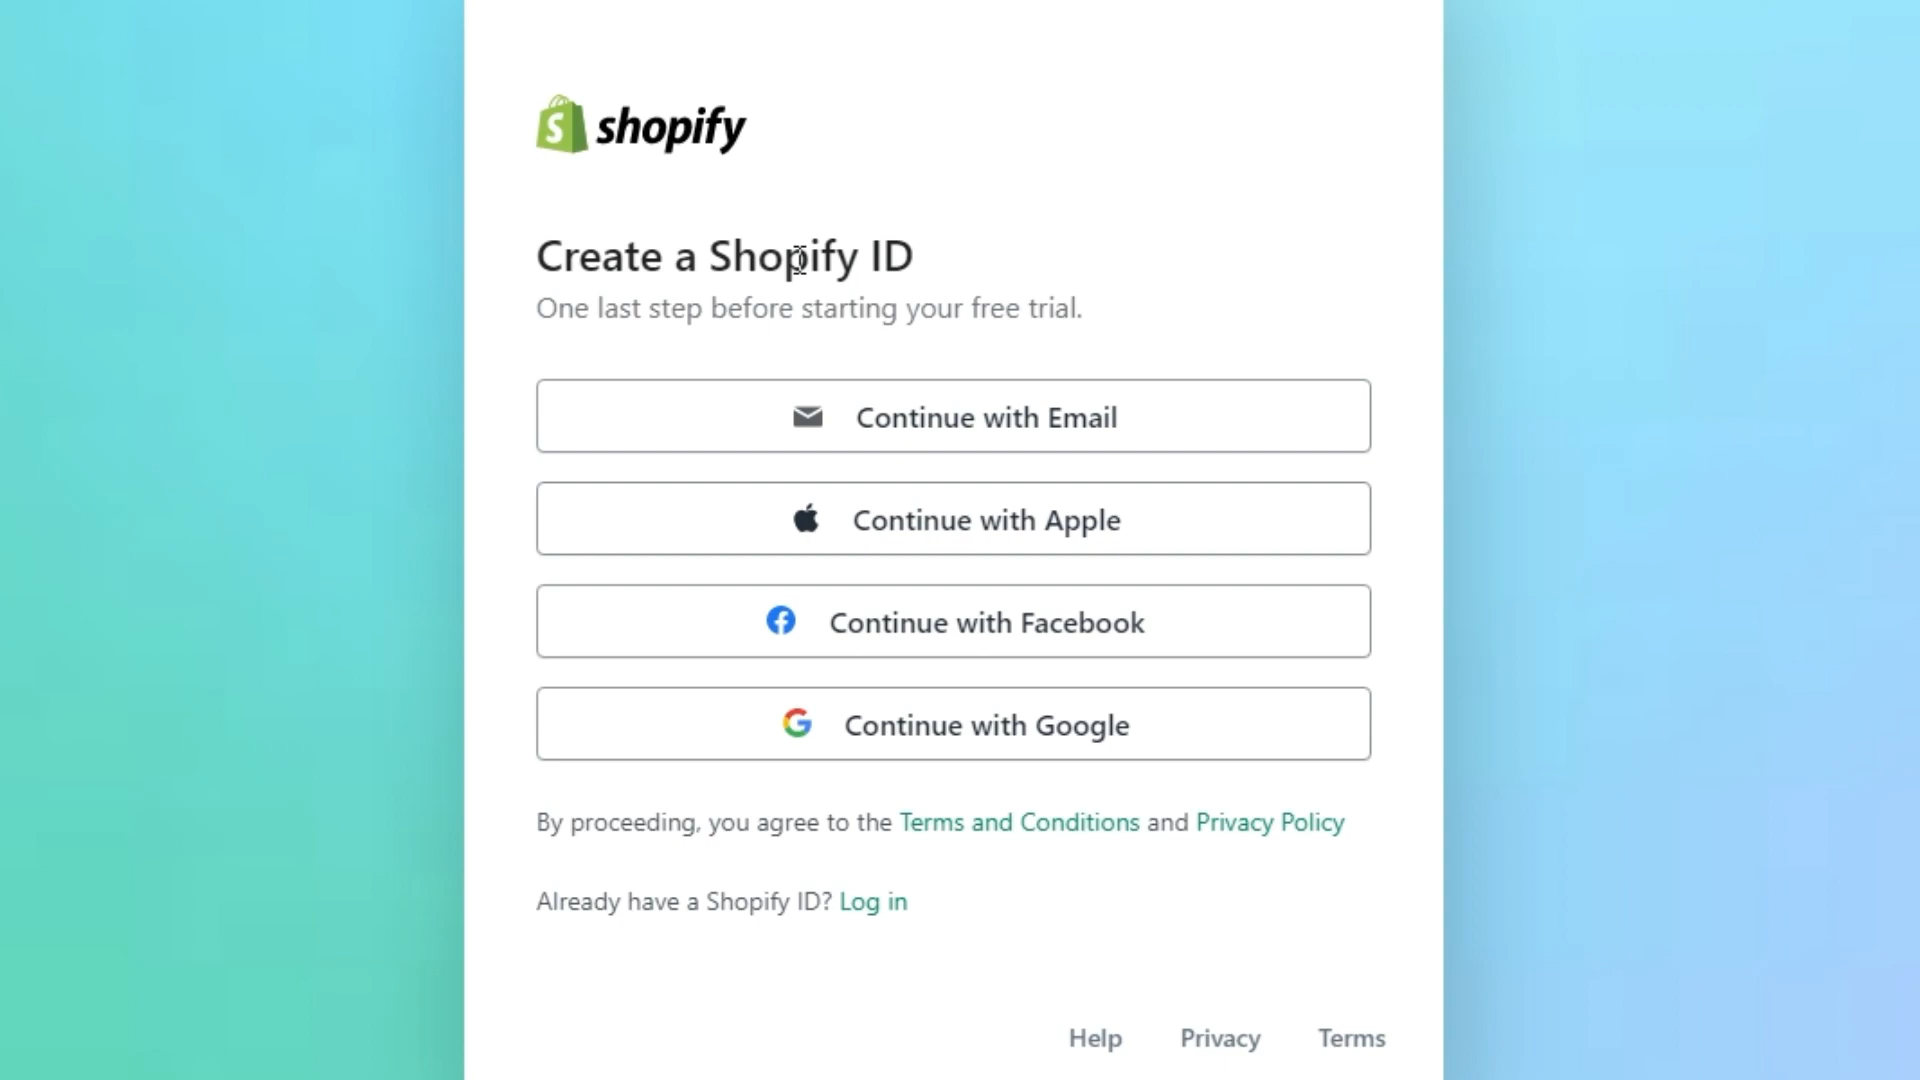 shopify
Create a Shopify ID
One last step before starting your free trial.
Continue with Email
Continue with Apple
Continue with Facebook
Continue with Google
By proceeding, you agree to the Terms and Conditions and Privacy Policy
Already have a Shopify ID? Log in
Help Privacy Terms